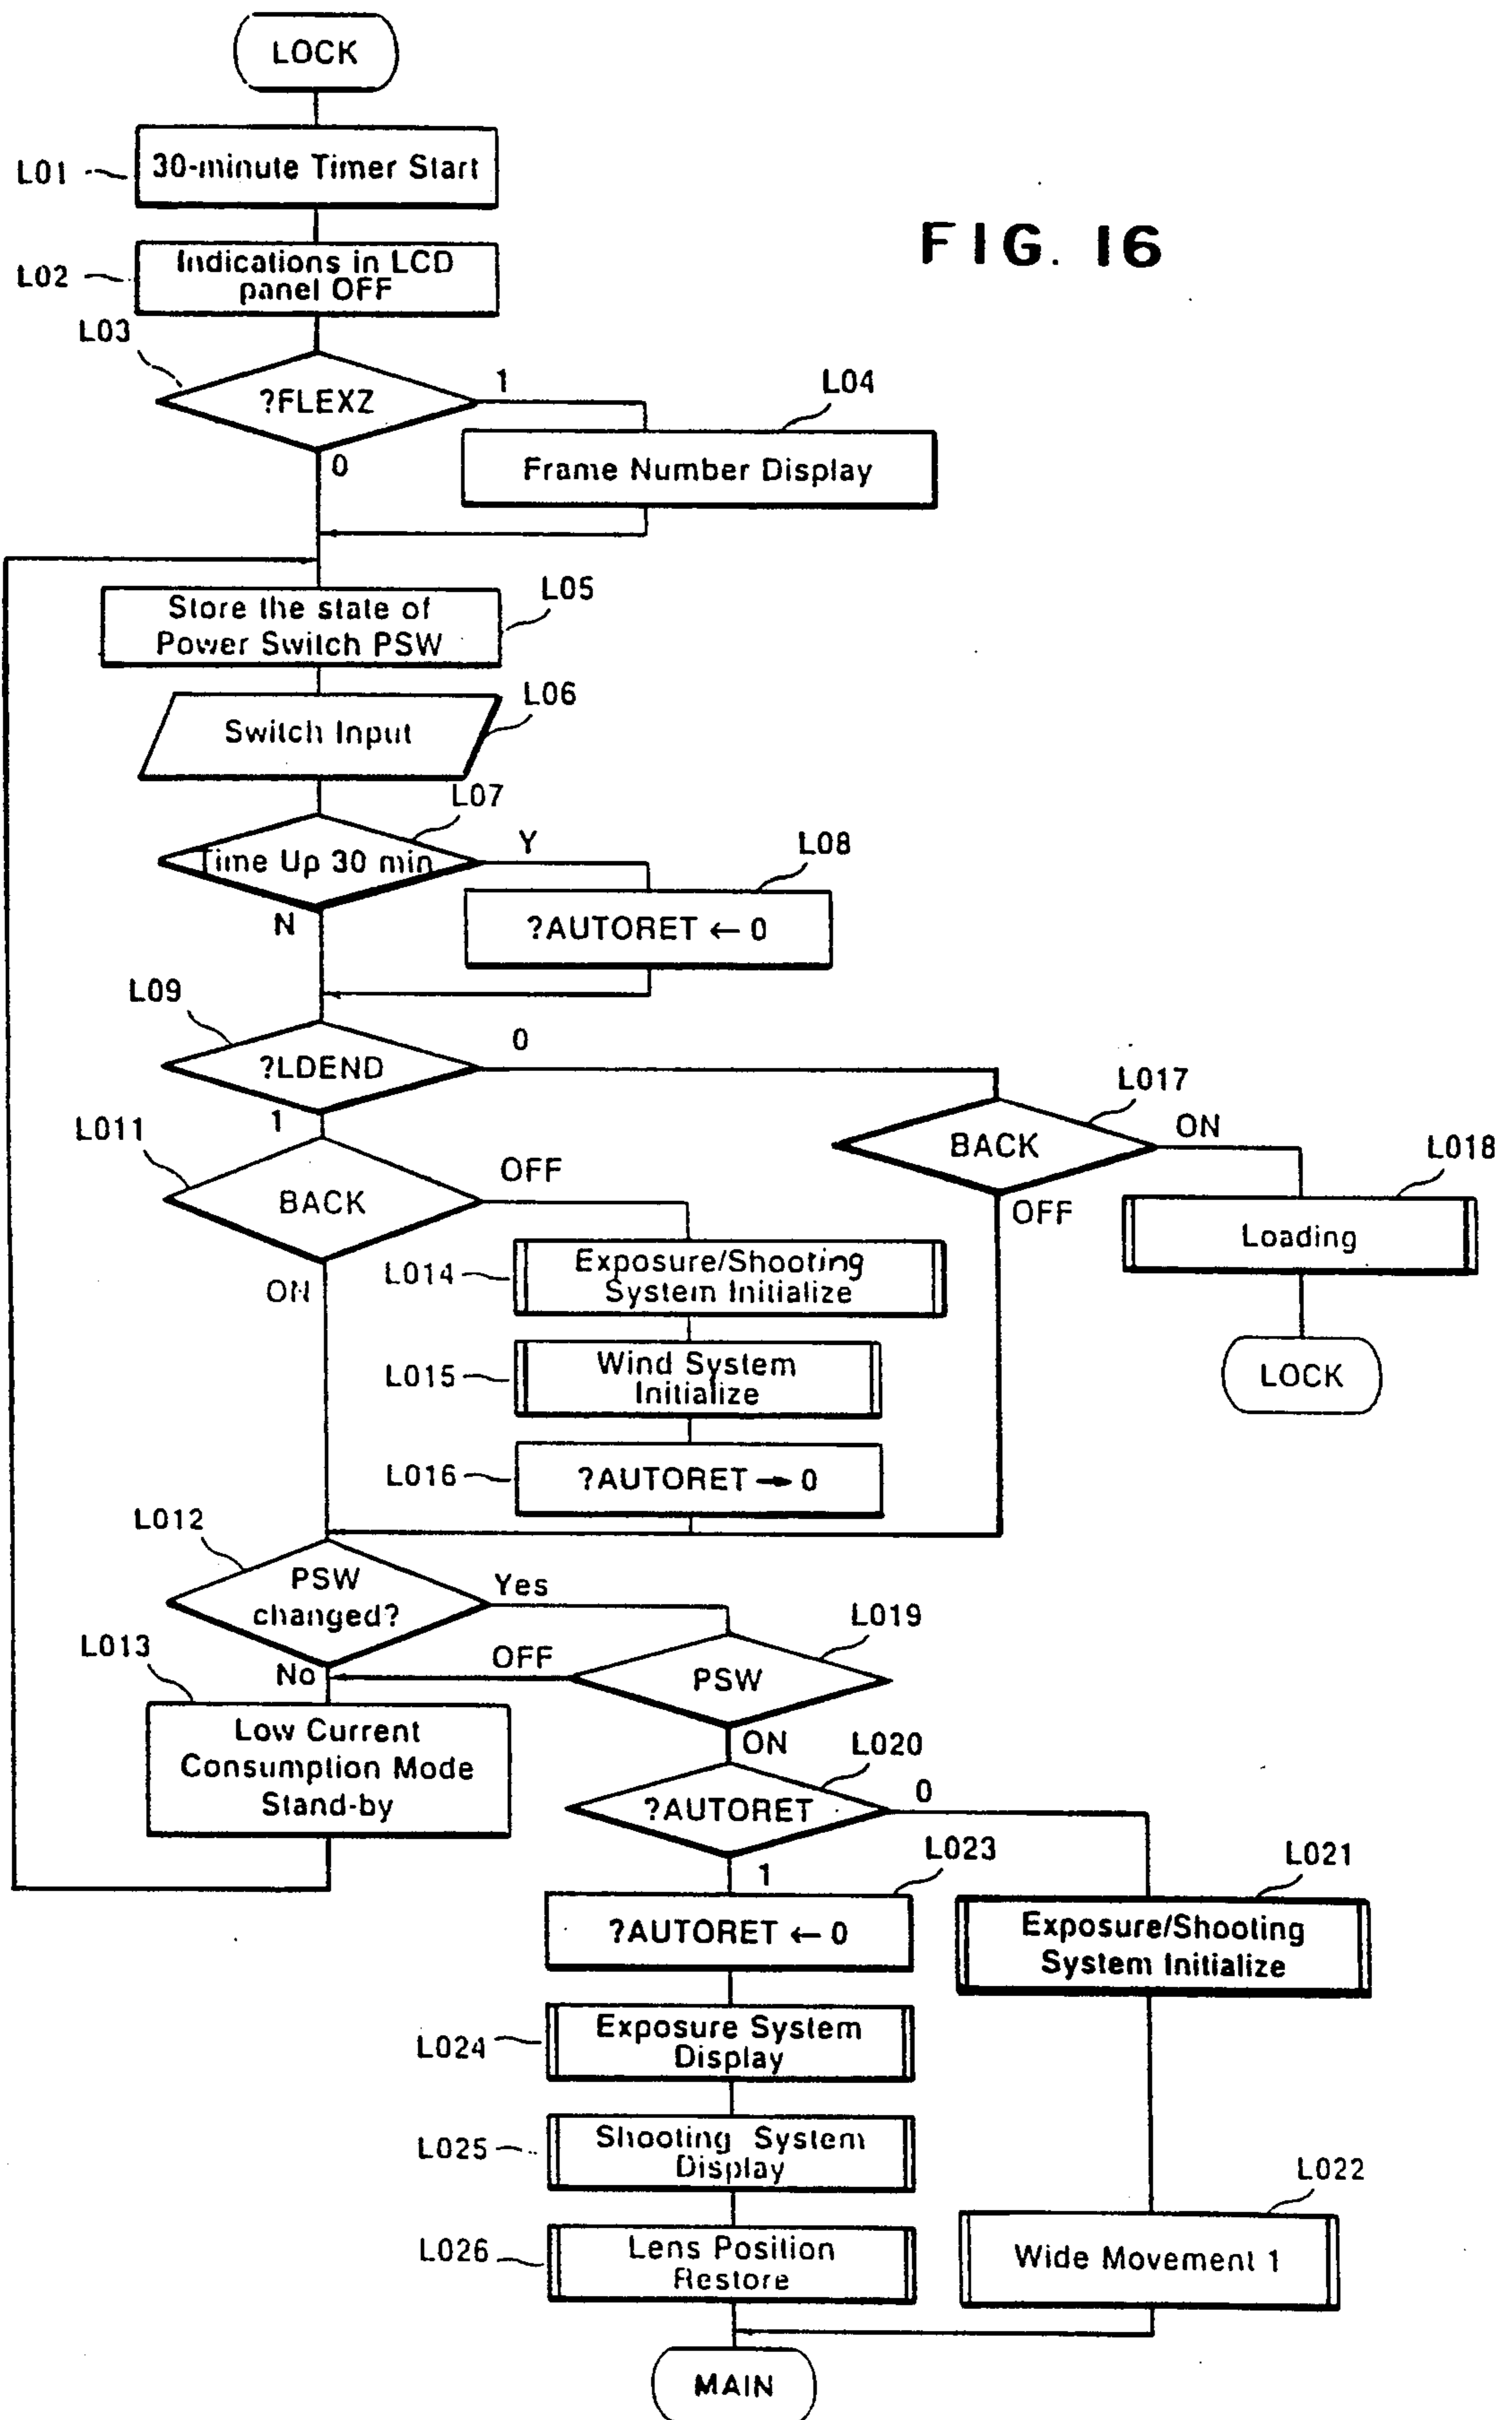 LOCK
L01
30-minute Timer Start
FIG. 16
L02
Indications in LCD
panel OFF
L03
?FLEXZ
1
0
L04
Frame Number Display
L05
Store the state of
Power Switch PSW
L06
Switch Input
L07
Time Up 30 min
Y
N
L08
?AUTORET ← 0
L09
?LDEND
0
1
L017
BACK
ON
OFF
L018
Loading
LOCK
L011
BACK
OFF
ON
L014
Exposure/Shooting
System Initialize
L015
Wind System
Initialize
L016
?AUTORET → 0
L012
PSW
changed?
Yes
No
L019
PSW
OFF
ON
L013
Low Current
Consumption Mode
Stand-by
L020
?AUTORET
0
1
L023
?AUTORET ← 0
L021
Exposure/Shooting
System Initialize
L024
Exposure System
Display
L025
Shooting System
Display
L022
Wide Movement 1
L026
Lens Position
Restore
MAIN